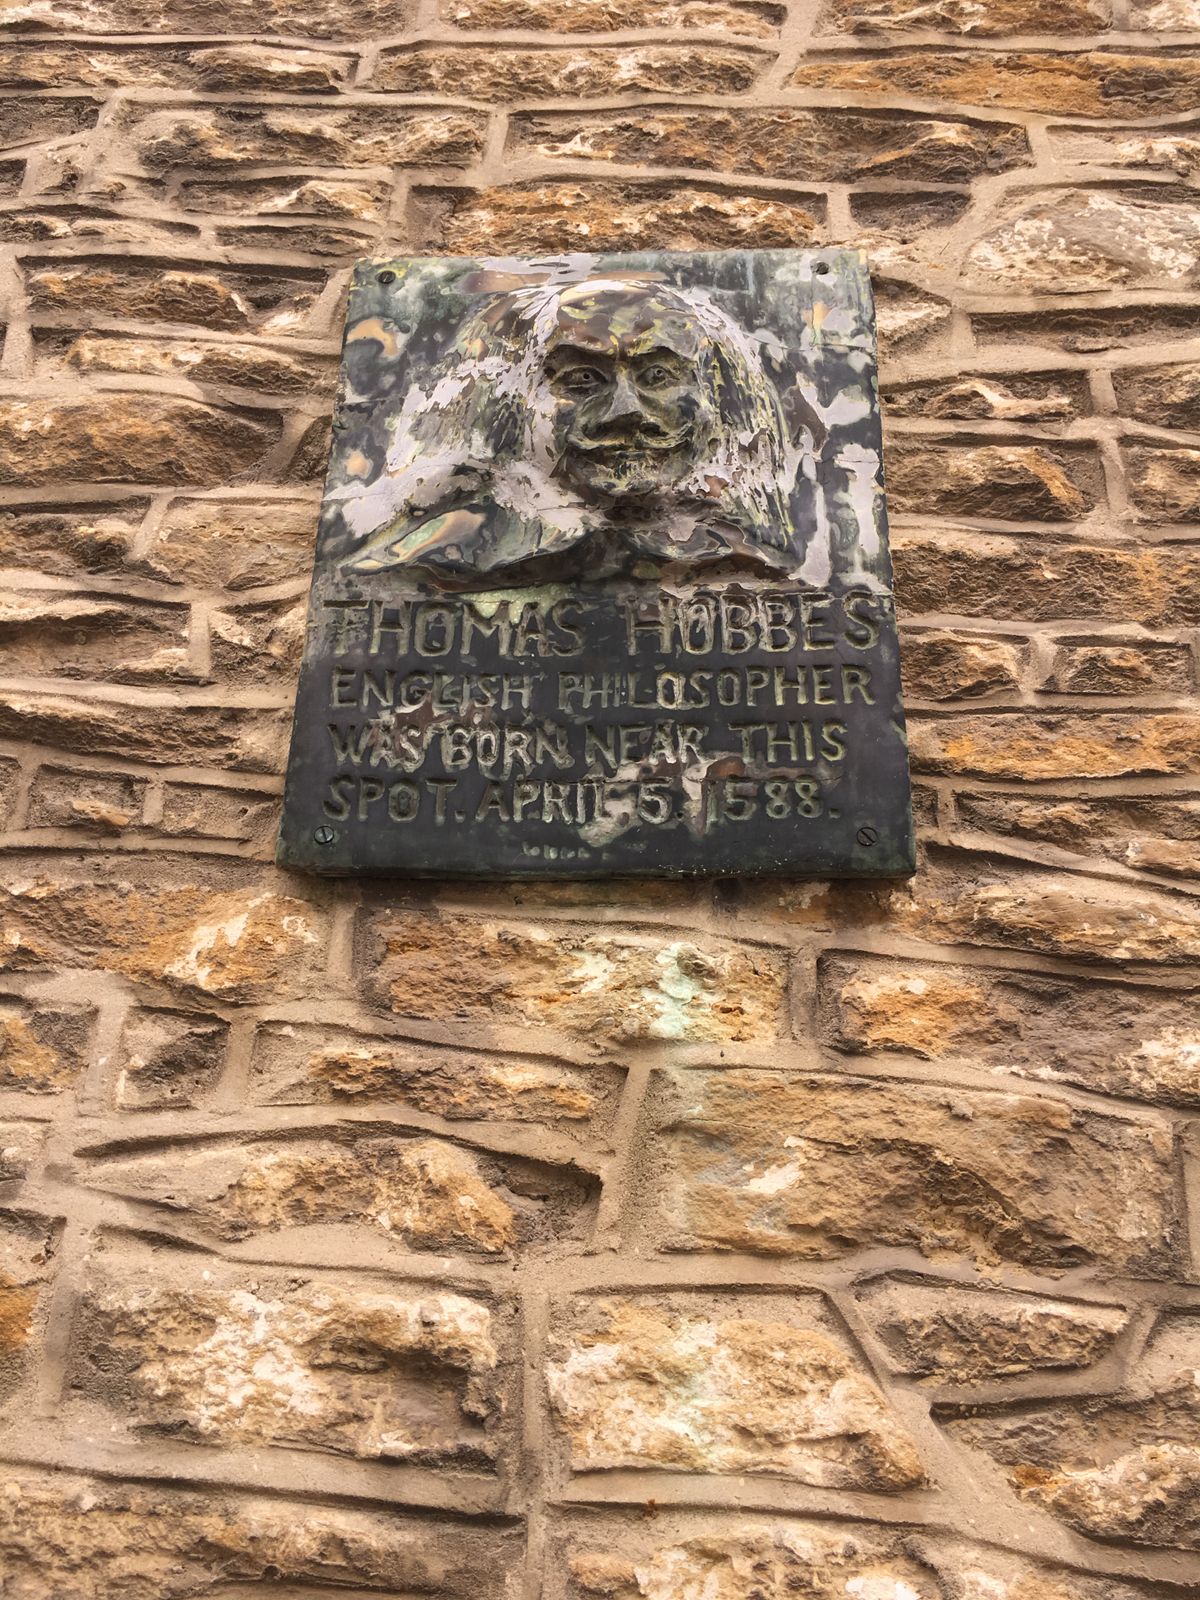 THOMAS HOBBES
ENGLISH PHILOSOPHER
WAS BORN NEAR THIS
SPOT. APRIL 5. 1588.